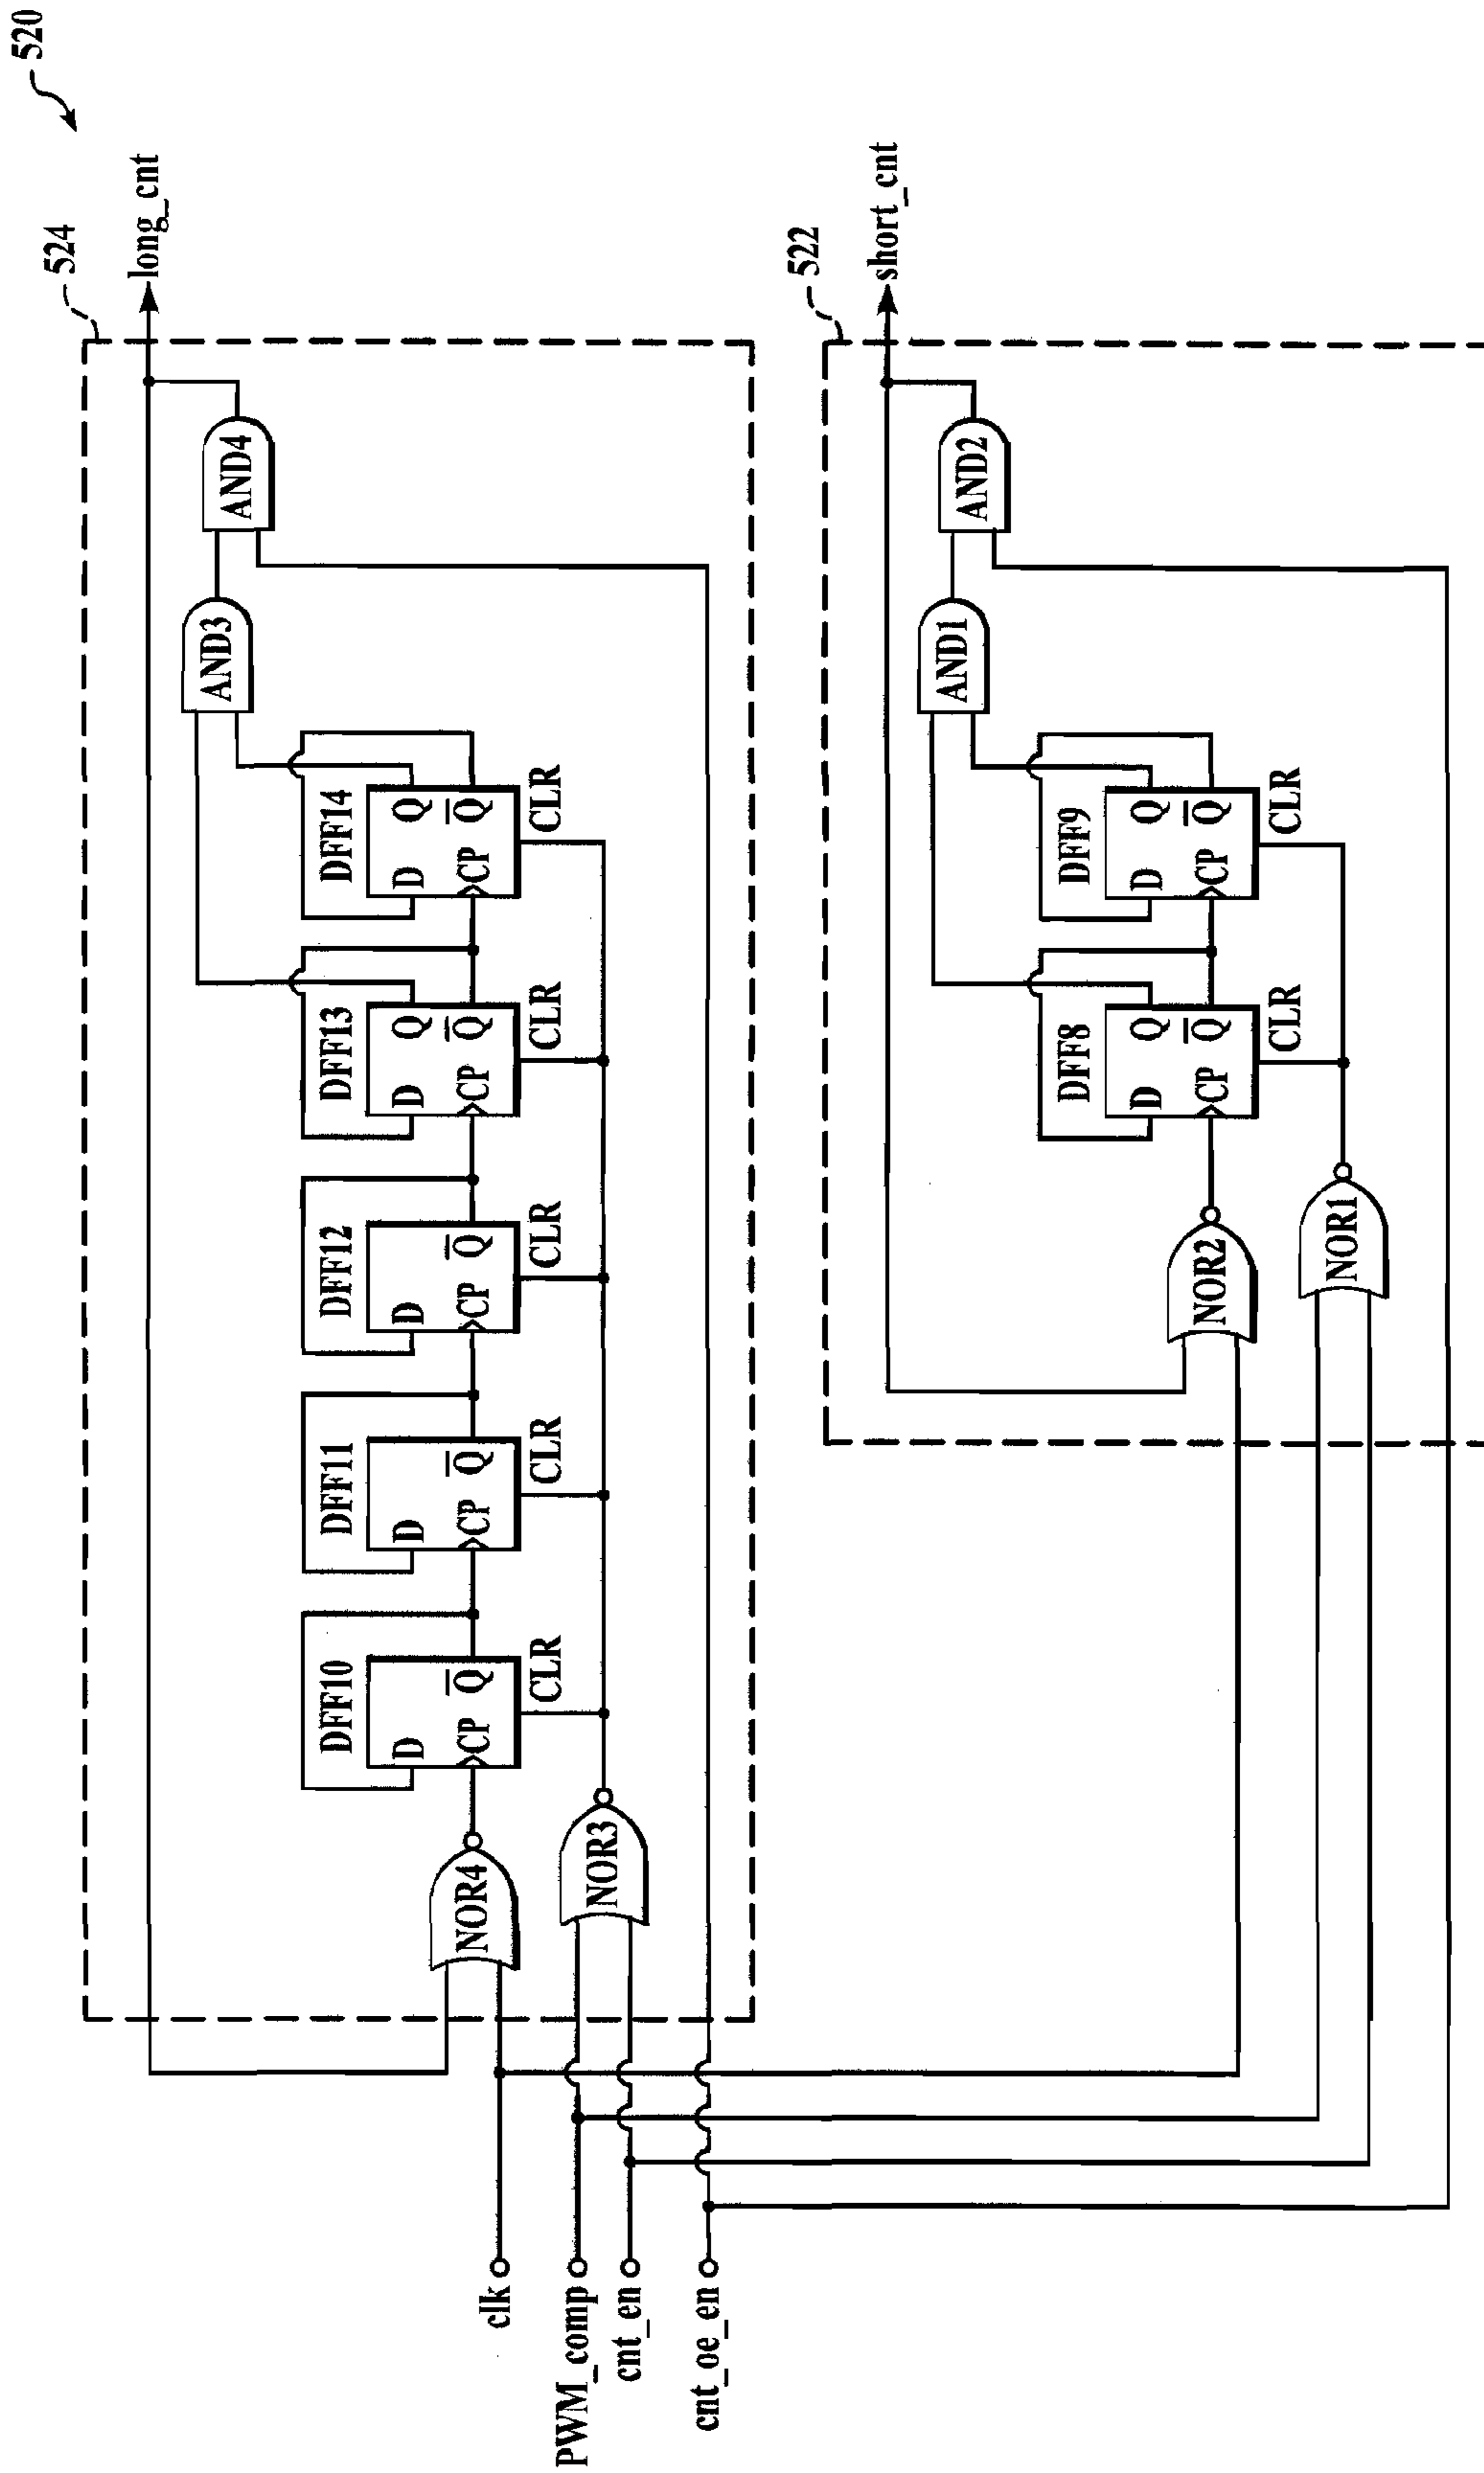 520
524
long_cnt
AND4
AND3
DFF10
D
CP
Q
CLR
DFF11
D
CP
Q
CLR
DFF12
D
CP
Q
CLR
DFF13
D
Q
CP
Q
CLR
DFF14
D
Q
CP
Q
CLR
NOR4
NOR3
clk
PWM_comp
cnt_en
cnt_oe_en
522
short_cnt
AND2
AND1
DFF8
D
Q
CP
Q
CLR
DFF9
D
Q
CP
Q
CLR
NOR2
NOR1